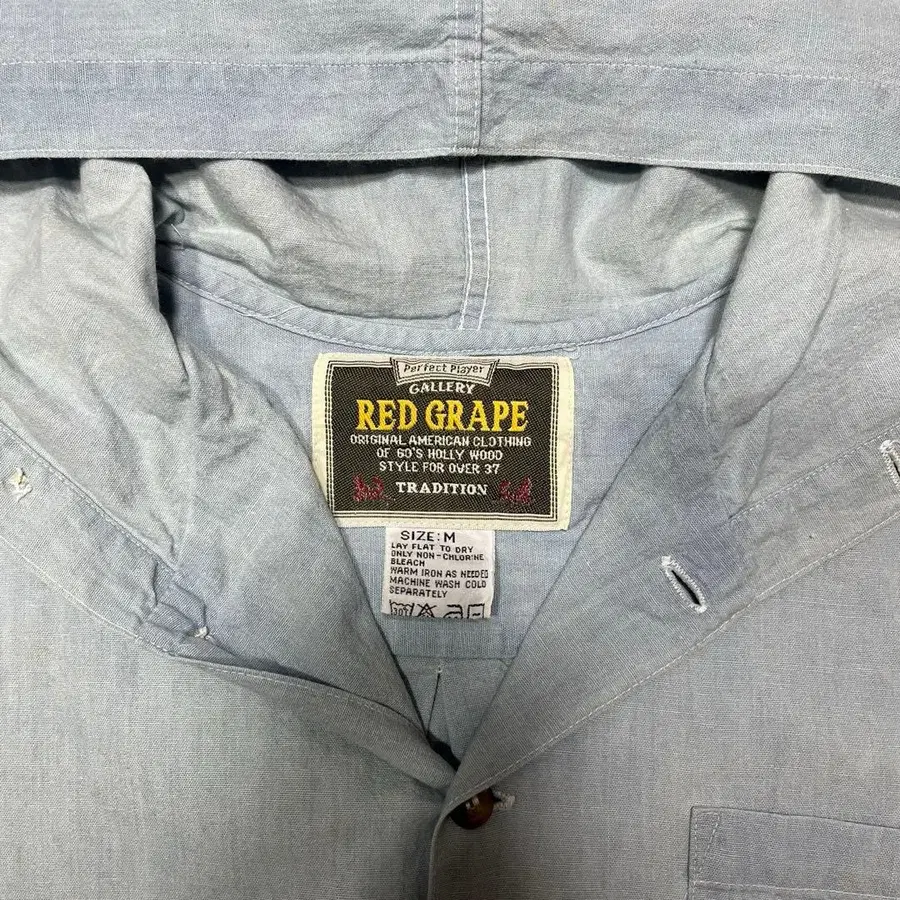 Perfect Player
GALLERY
RED GRAPE
ORIGINAL AMERICAN CLOTHING
OF 60'S HOLLY WOOD
STYLE FOR OVER 37
TRADITION
SIZE: M
LAY FLAT TO DRY
ONLY NON-CHLORINE
BLEACH
WARM IRON AS NEEDED
MACHINE WASH COLD
SEPARATELY